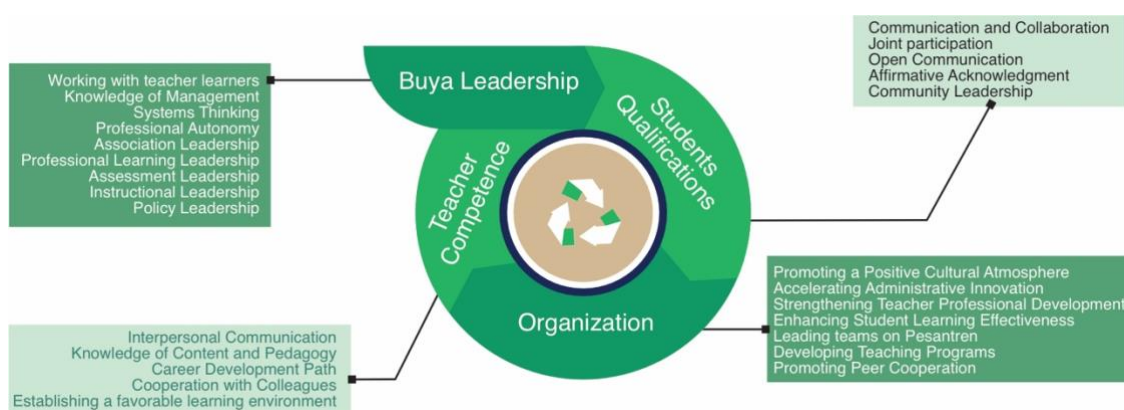 Working with teacher learners
Knowledge of Management
Systems Thinking
Professional Autonomy
Association Leadership
Professional Learning Leadership
Assessment Leadership
Instructional Leadership
Policy Leadership
Buya Leadership
Students
Qualifications
Communication and Collaboration
Joint participation
Open Communication
Affirmative Acknowledgment
Community Leadership
Teacher
Competence
Organization
Interpersonal Communication
Knowledge of Content and Pedagogy
Career Development Path
Cooperation with Colleagues
Establishing a favorable learning environment
Promoting a Positive Cultural Atmosphere
Accelerating Administrative Innovation
Strengthening Teacher Professional Development
Enhancing Student Learning Effectiveness
Leading teams on Pesantren
Developing Teaching Programs
Promoting Peer Cooperation